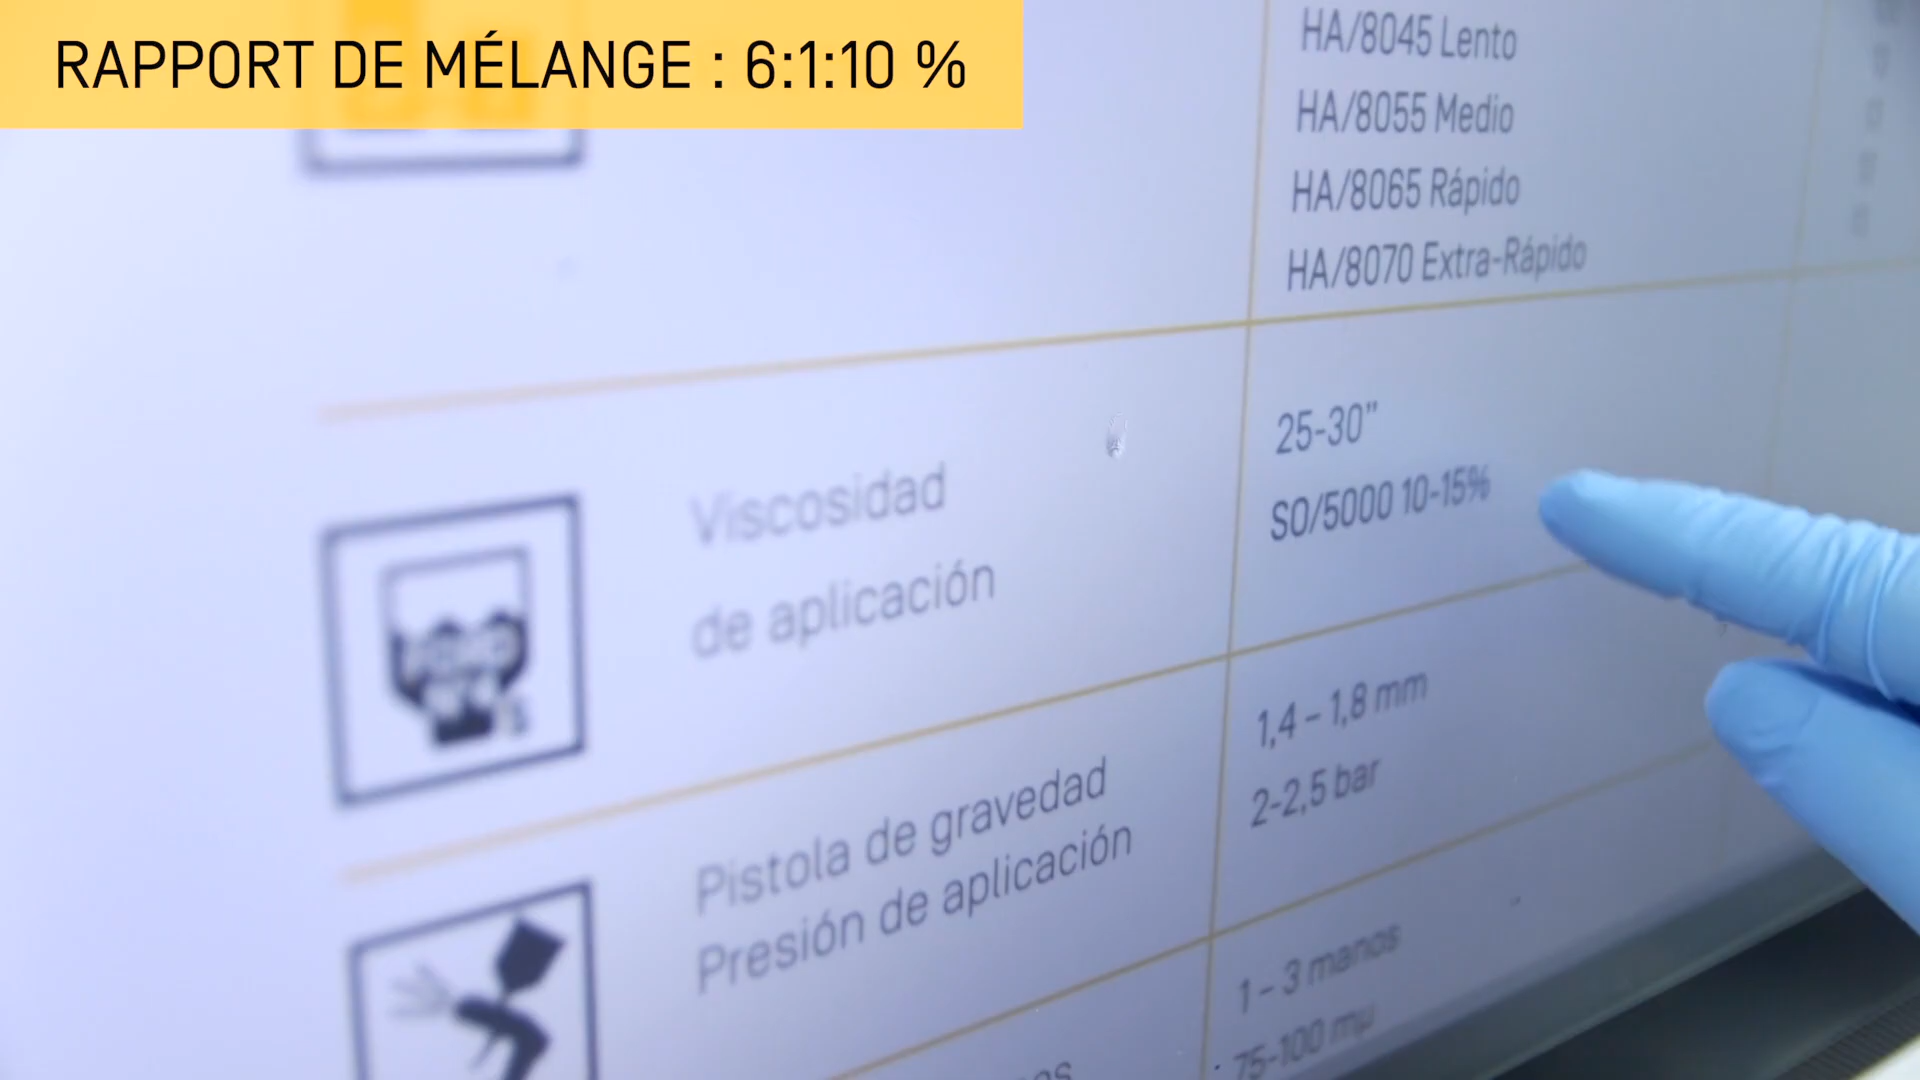 RAPPORT DE MÉLANGE : 6:1:10 %
HA/8045 Lento
HA/8055 Medio
HA/8065 Rápido
HA/8070 Extra-Rápido
Viscosidad
de aplicación
25-30”
SO/5000 10-15%
Pistola de gravedad
Presión de aplicación
1,4 – 1,8 mm
2-2,5 bar
1 – 3 manos
75-100 mµ